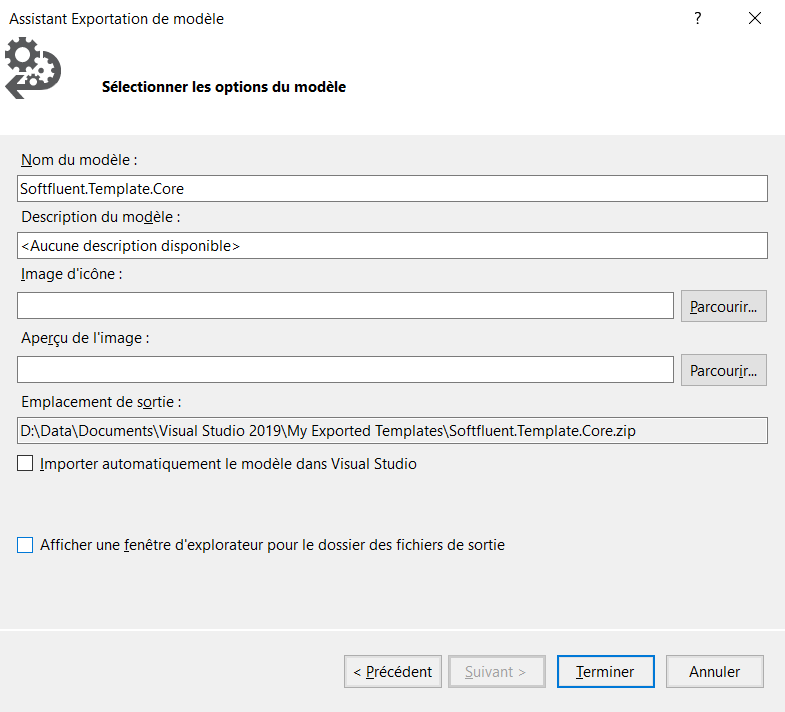 Assistant Exportation de modèle
?
Sélectionner les options du modèle
Nom du modèle :
Softfluent.Template.Core
Description du modèle :
<Aucune description disponible>
Image d'icône :
Parcourir...
Aperçu de l'image :
Parcourir...
Emplacement de sortie :
D:\Data\Documents\Visual Studio 2019\My Exported Templates\Softfluent.Template.Core.zip
Importer automatiquement le modèle dans Visual Studio
Afficher une fenêtre d'explorateur pour le dossier des fichiers de sortie
< Précédent Suivant > Terminer Annuler